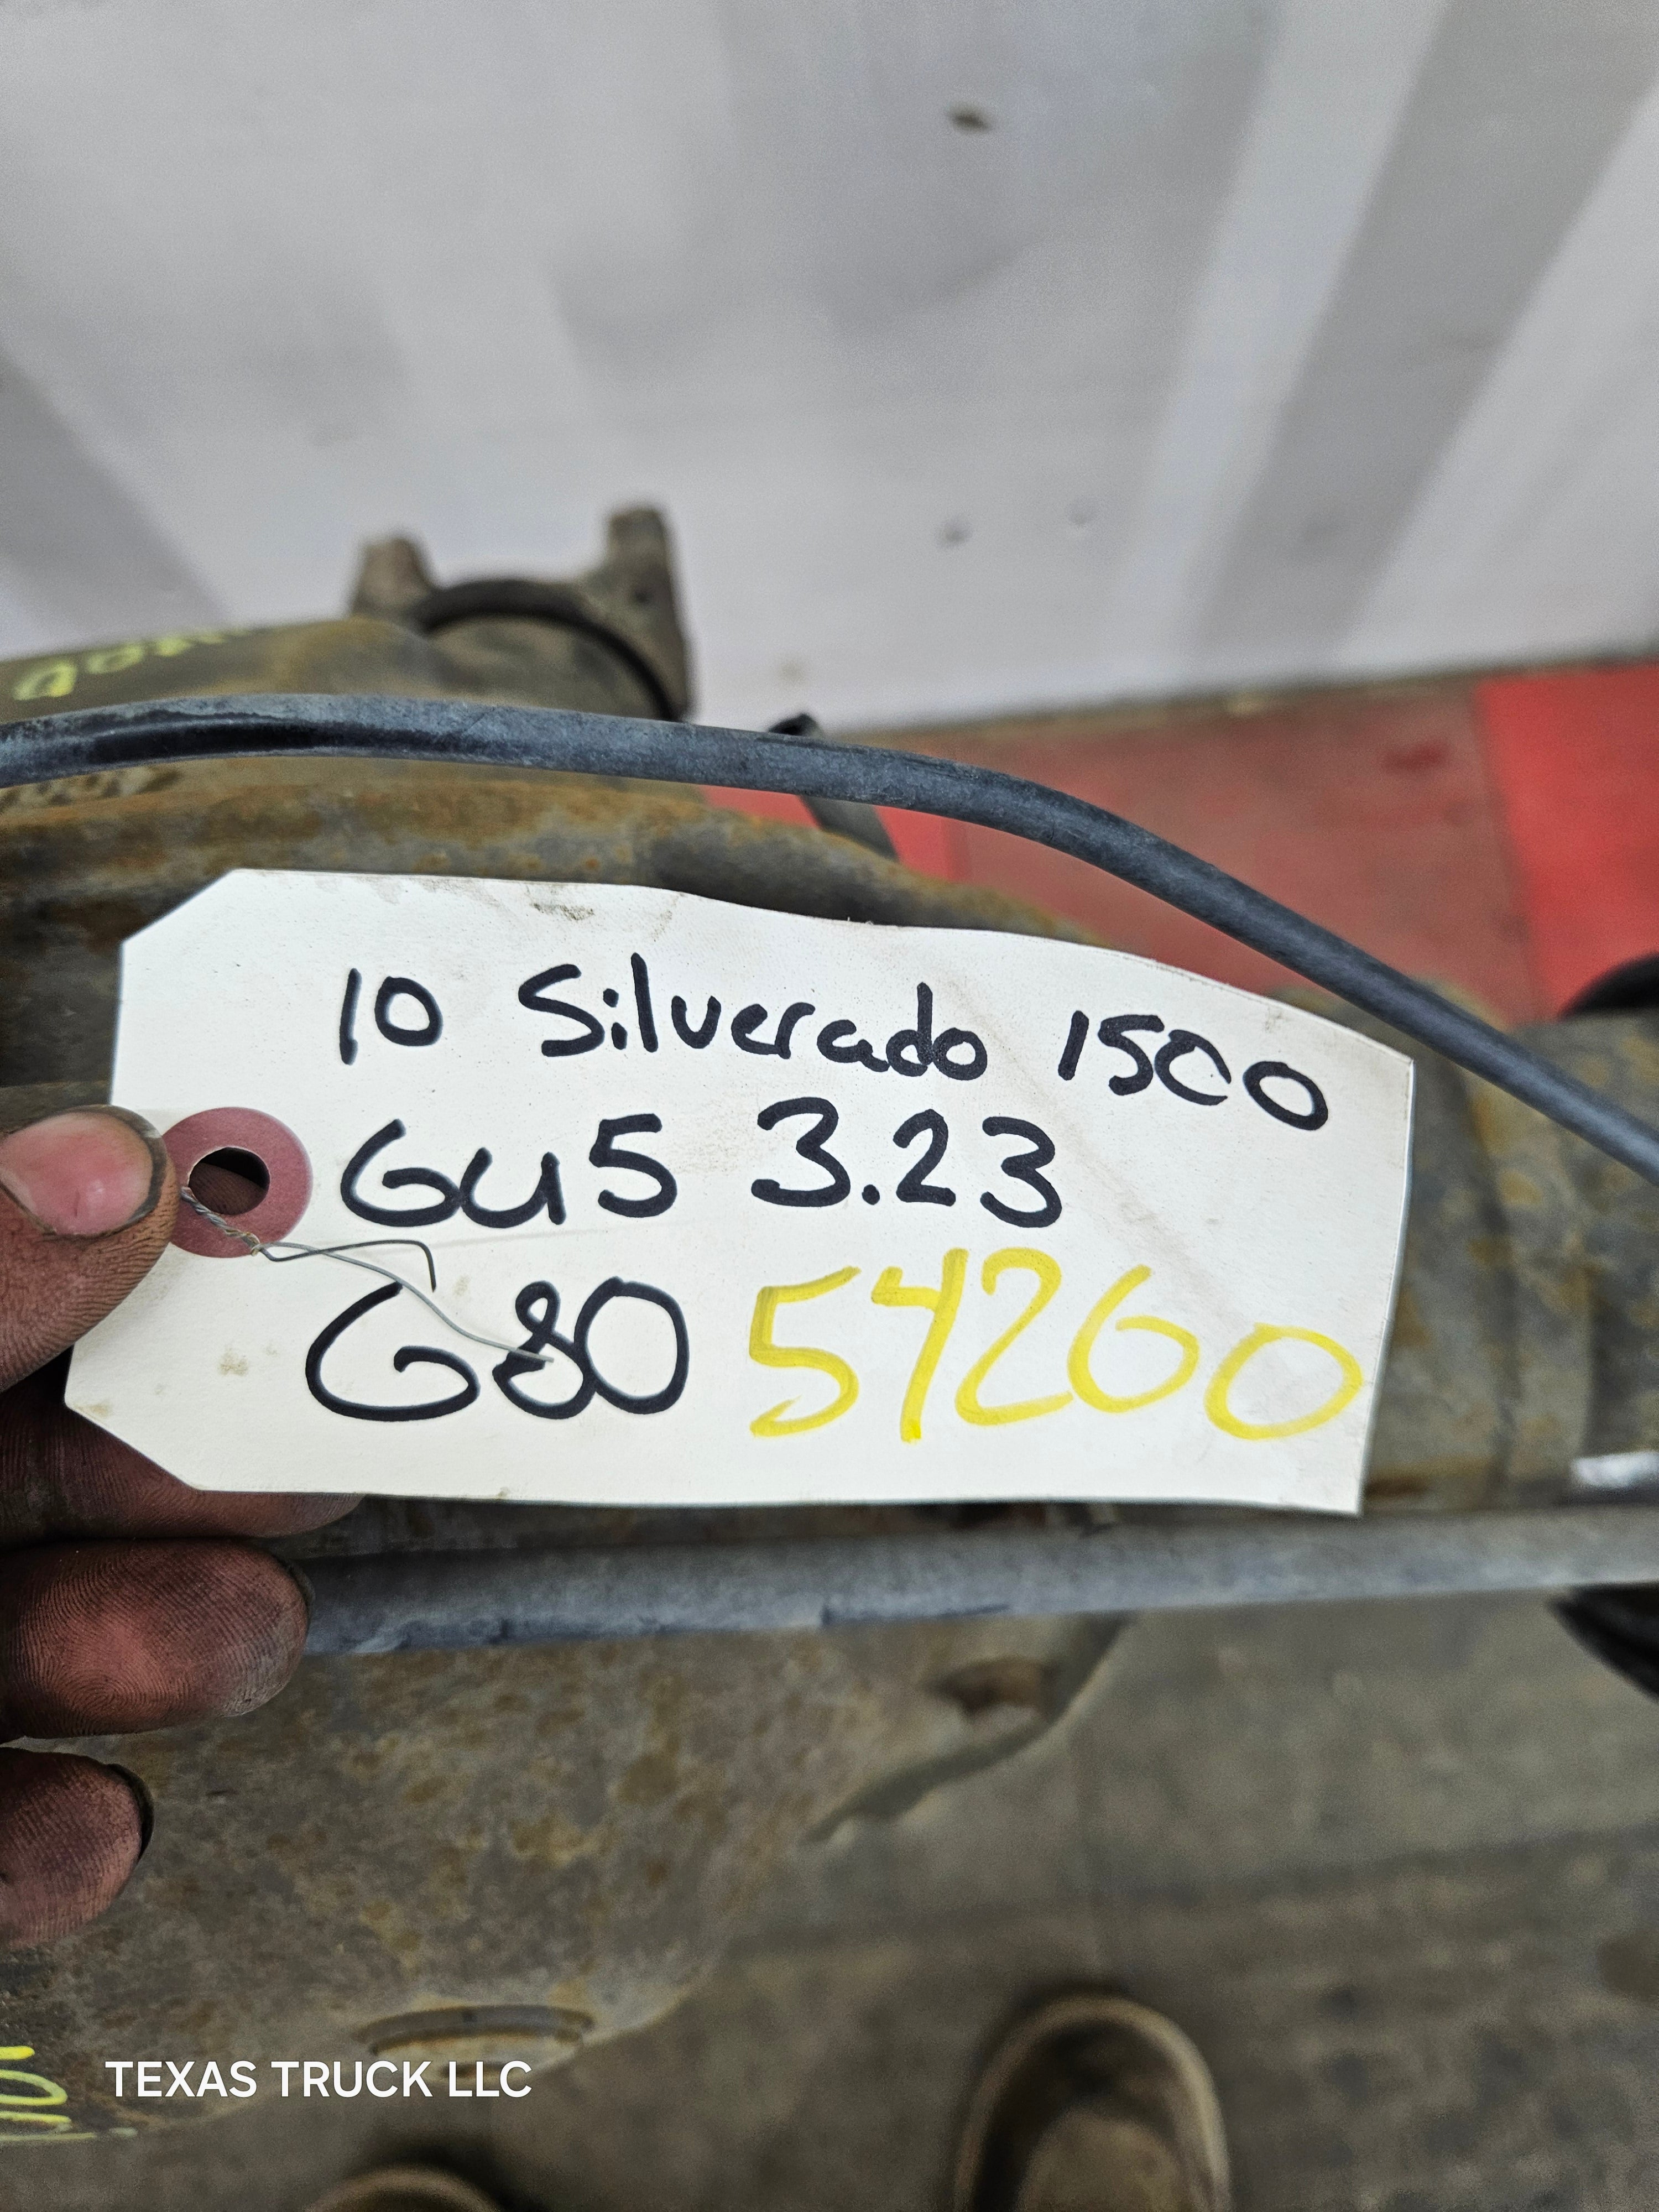 10 Silverado 1500
GU5 3.23
G80 54260
TEXAS TRUCK LLC